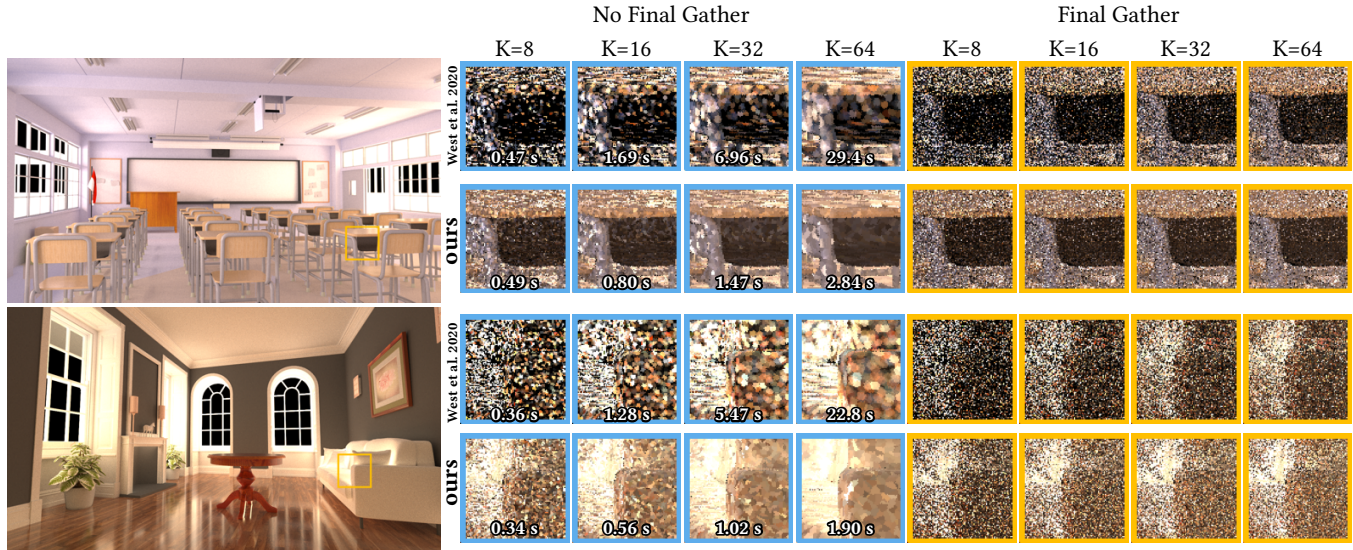 No Final Gather Final Gather
K=8 K=16 K=32 K=64 K=8 K=16 K=32 K=64
West et al. 2020
0.47 s 1.69 s 6.96 s 29.4 s
ours
0.49 s 0.80 s 1.47 s 2.84 s
West et al. 2020
0.36 s 1.28 s 5.47 s 22.8 s
ours
0.34 s 0.56 s 1.02 s 1.90 s